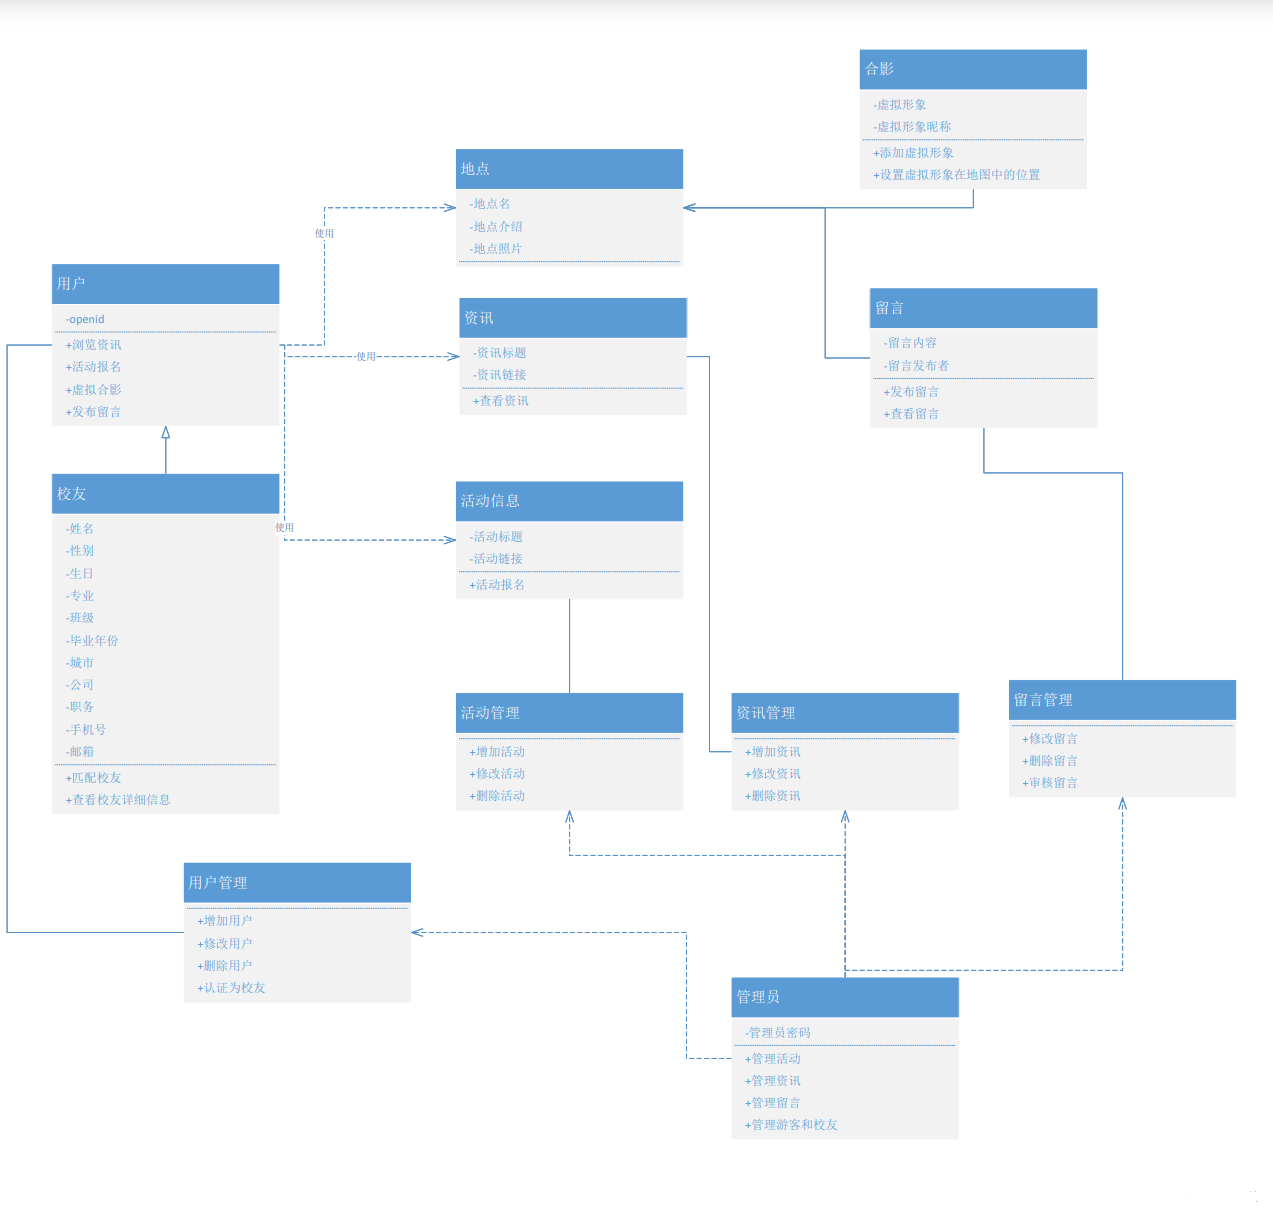 合影
-虚拟形象
-虚拟形象昵称
+添加虚拟形象
+设置虚拟形象在地图中的位置
地点
-地点名
-地点介绍
-地点照片
使用
用户
-openid
+浏览资讯
+活动报名
+虚拟合影
+发布留言
资讯
-资讯标题
-资讯链接
+查看资讯
使用
留言
-留言内容
-留言发布者
+发布留言
+查看留言
校友
-姓名
-性别
-生日
-专业
-班级
-毕业年份
-城市
-公司
-职务
-手机号
-邮箱
+匹配校友
+查看校友详细信息
使用
活动信息
-活动标题
-活动链接
+活动报名
活动管理
+增加活动
+修改活动
+删除活动
资讯管理
+增加资讯
+修改资讯
+删除资讯
留言管理
+修改留言
+删除留言
+审核留言
用户管理
+增加用户
+修改用户
+删除用户
+认证为校友
管理员
-管理员密码
+管理活动
+管理资讯
+管理留言
+管理游客和校友